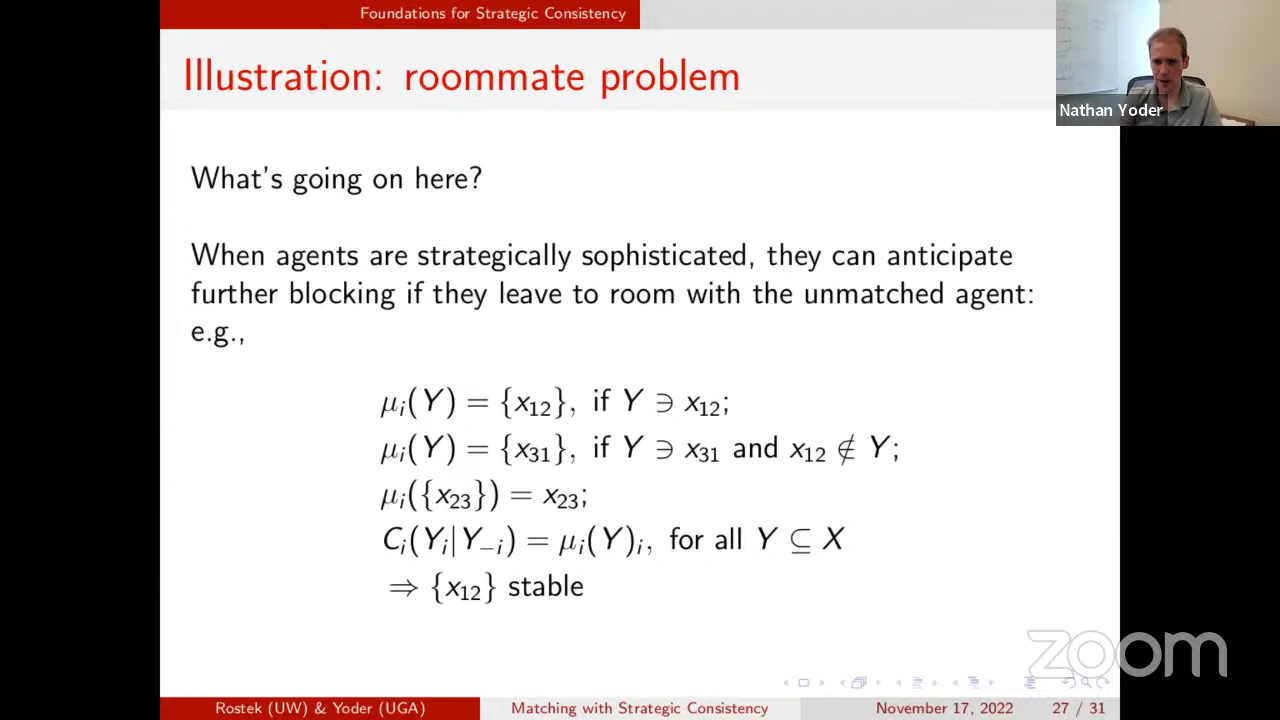 Foundations for Strategic Consistency
Illustration: roommate problem
Nathan Yoder
What's going on here?
When agents are strategically sophisticated, they can anticipate
further blocking if they leave to room with the unmatched agent:
e.g.,
μᵢ(Y) = {x₁₂}, if Y ∋ x₁₂;
μᵢ(Y) = {x₃₁}, if Y ∋ x₃₁ and x₁₂ ∉ Y;
μᵢ({x₂₃}) = x₂₃;
Cᵢ(Yᵢ|Y₋ᵢ) = μᵢ(Y)ᵢ, for all Y ⊆ X
⇒ {x₁₂} stable
zoom
Rostek (UW) & Yoder (UGA) Matching with Strategic Consistency November 17, 2022 27 / 31